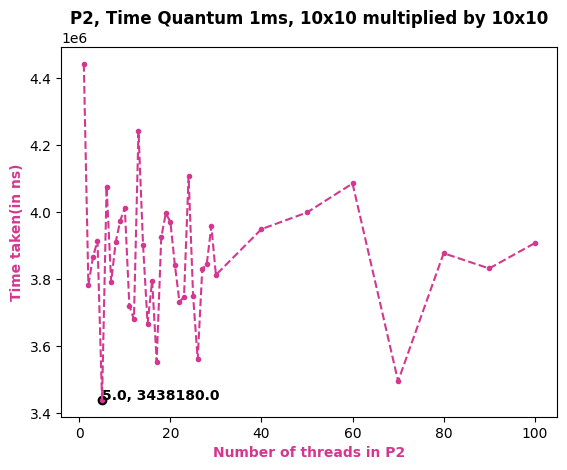 P2, Time Quantum 1ms, 10x10 multiplied by 10x10
1e6
4.4
4.2
4.0
3.8
3.6
3.4
Time taken(in ns)
5.0, 3438180.0
0 20 40 60 80 100
Number of threads in P2